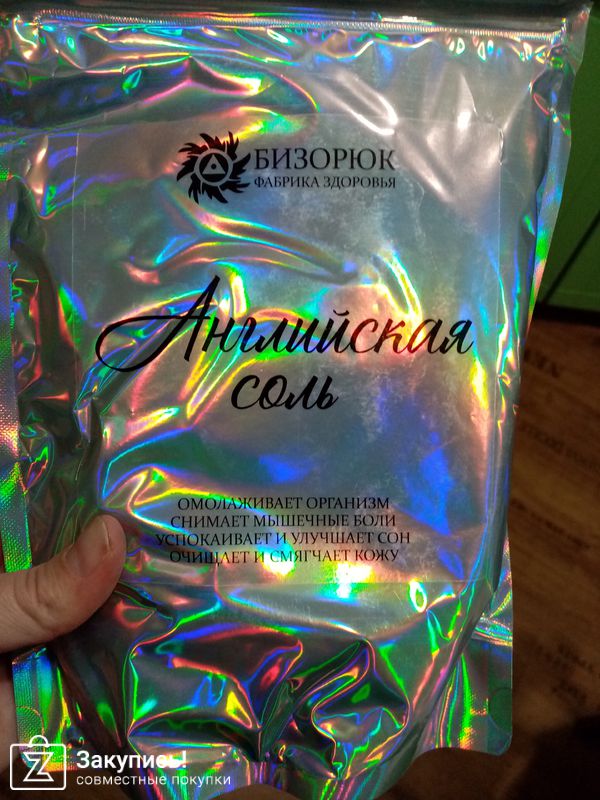 БИЗОРЮК
ФАБРИКА ЗДОРОВЬЯ
Английская
соль
ОМОЛАЖИВАЕТ ОРГАНИЗМ
СНИМАЕТ МЫШЕЧНЫЕ БОЛИ
УСПОКАИВАЕТ И УЛУЧШАЕТ СОН
ОЧИЩАЕТ И СМЯГЧАЕТ КОЖУ
Закупись!
совместные покупки